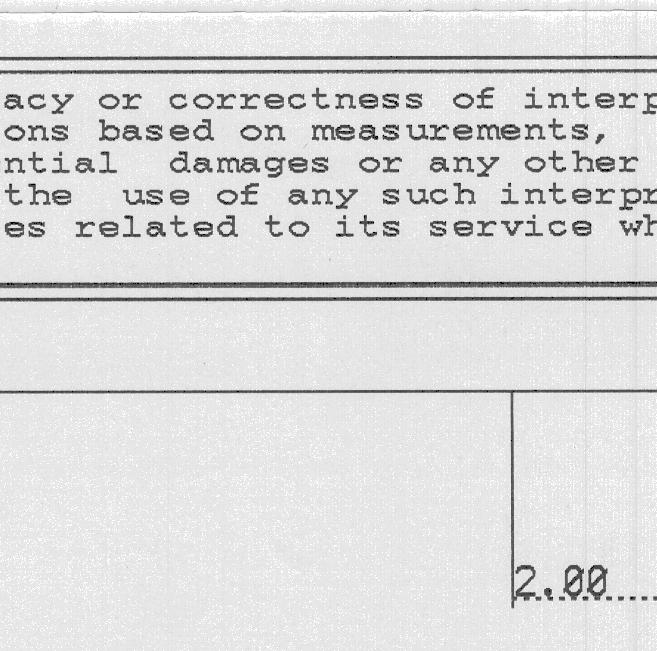 acy or correctness of interp
ons based on measurements,
ntial damages or any other
the use of any such interpr
es related to its service wh
2.00